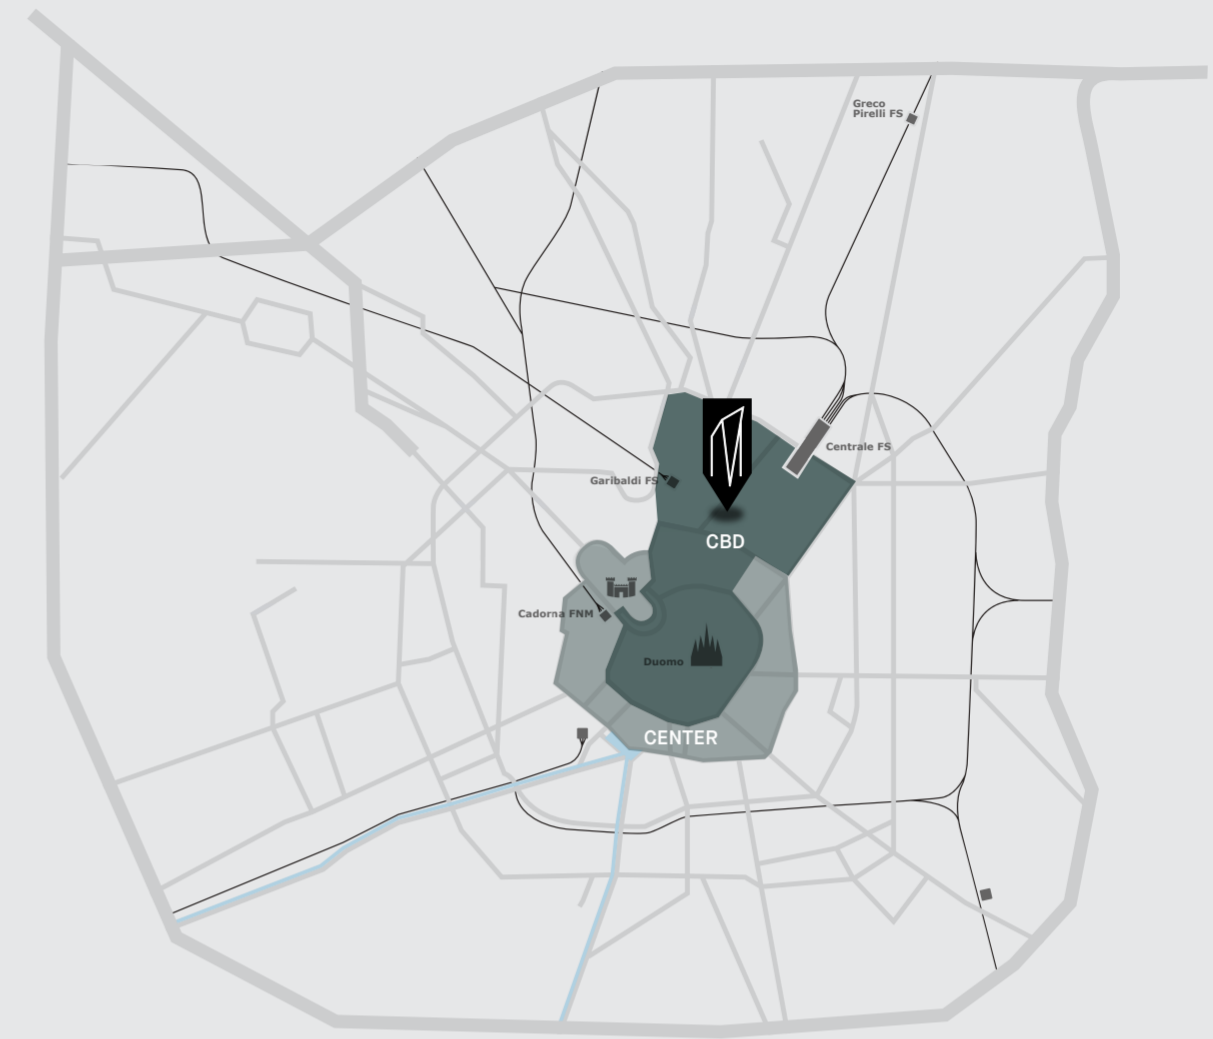 Greco
Pirelli FS
Centrale FS
Garibaldi FS
CBD
Cadorna FNM
Duomo
CENTER